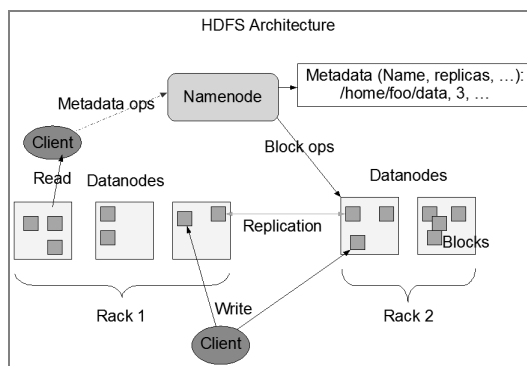 HDFS Architecture
Metadata (Name, replicas, …):
/home/foo/data, 3, …
Namenode
Metadata ops
Client
Block ops
Read
Datanodes
Datanodes
Replication
Blocks
Rack 1
Write
Rack 2
Client